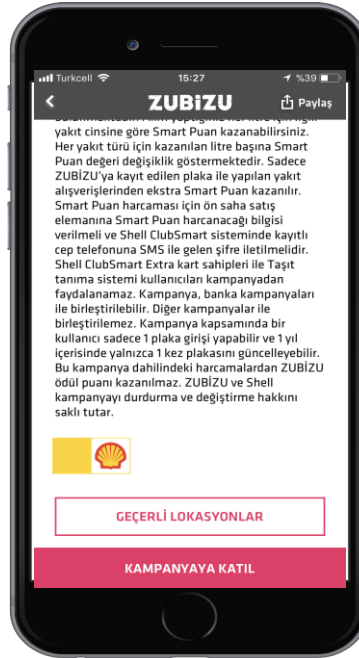 Turkcell 15:27 %39
ZUBİZU Paylaş
yakıt cinsine göre Smart Puan kazanabilirsiniz.
Her yakıt türü için kazanılan litre başına Smart
Puan değeri değişiklik göstermektedir. Sadece
ZUBİZU'ya kayıt edilen plaka ile yapılan yakıt
alışverişlerinden ekstra Smart Puan kazanılır.
Smart Puan harcaması için ön saha satış
elemanına Smart Puan harcanacağı bilgisi
verilmeli ve Shell ClubSmart sisteminde kayıtlı
cep telefonuna SMS ile gelen şifre iletilmelidir.
Shell ClubSmart Extra kart sahipleri ile Taşıt
tanıma sistemi kullanıcıları kampanyadan
faydalanamaz. Kampanya, banka kampanyaları
ile birleştirilebilir. Diğer kampanyalar ile
birleştirilemez. Kampanya kapsamında bir
kullanıcı sadece 1 plaka girişi yapabilir ve 1 yıl
içerisinde yalnızca 1 kez plakasını güncelleyebilir.
Bu kampanya dahilindeki harcamalardan ZUBİZU
ödül puanı kazanılmaz. ZUBİZU ve Shell
kampanyayı durdurma ve değiştirme hakkını
saklı tutar.
GEÇERLİ LOKASYONLAR
KAMPANYAYA KATIL